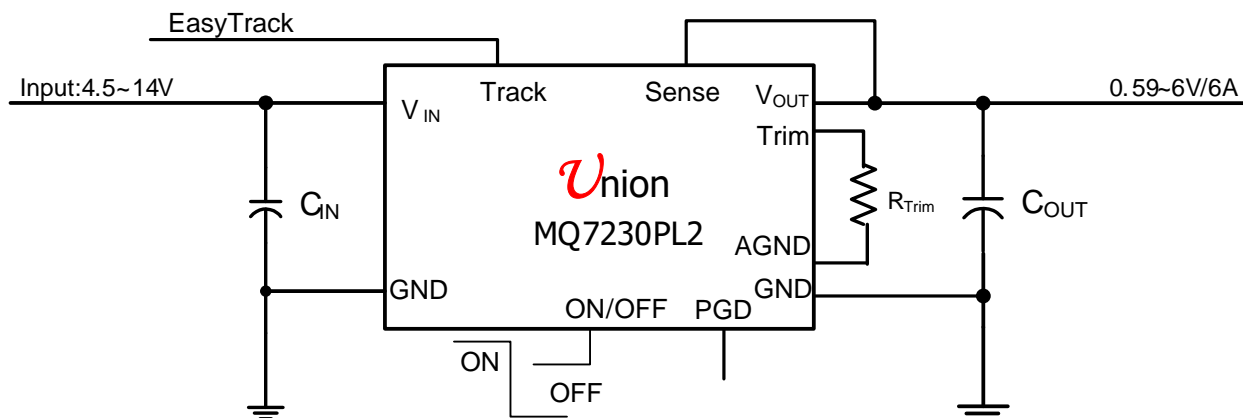 EasyTrack
Input:4.5~14V
0.59~6V/6A
Track
Sense
VIN
VOUT
Trim
Union
MQ7230PL2
CIN
RTrim
COUT
AGND
GND
GND
ON/OFF
PGD
ON
OFF